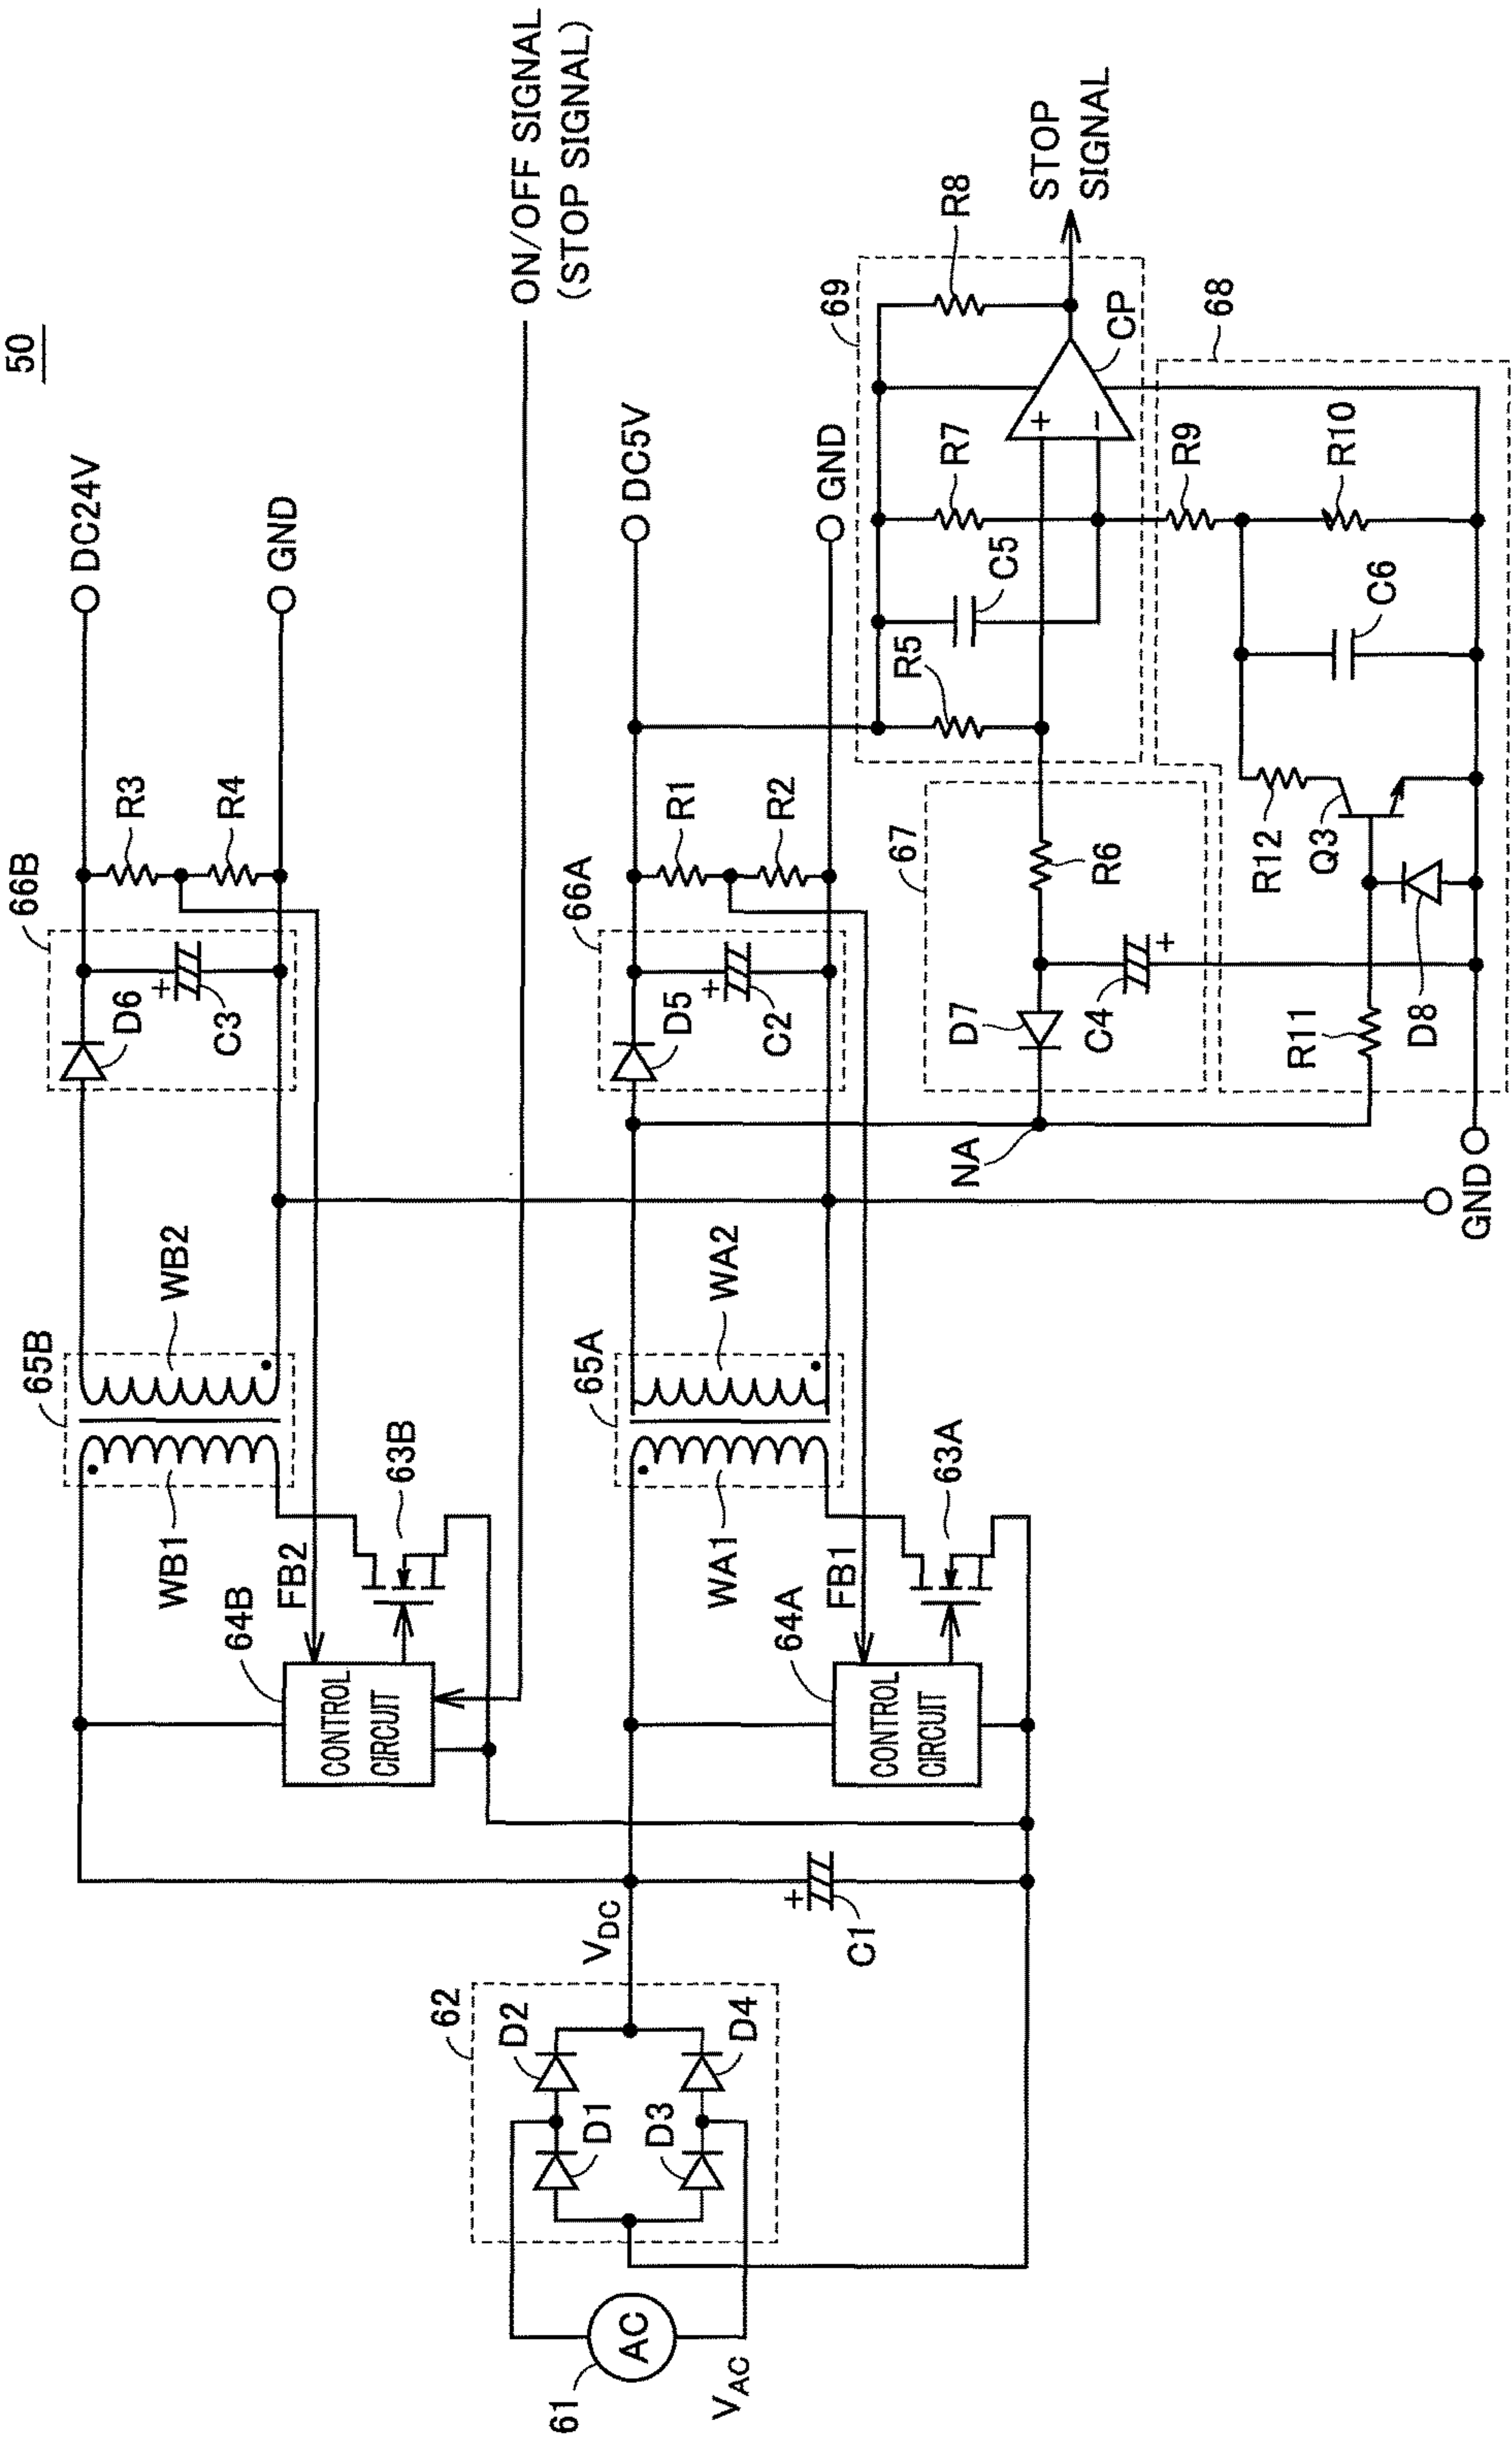 50
66B
DC24V
D6
+
C3
R3
R4
GND
65B
WB1
WB2
64B
FB2
CONTROL
CIRCUIT
63B
ON/OFF SIGNAL
(STOP SIGNAL)
61
AC
VAC
62
D1
D2
D3
D4
VDC
+
C1
65A
WA1
WA2
64A
FB1
CONTROL
CIRCUIT
63A
66A
D5
+
C2
R1
R2
DC5V
GND
NA
67
D7
C4
+
R6
69
R5
C5
R7
R8
+
−
CP
STOP
SIGNAL
68
R9
R10
C6
R12
Q3
R11
D8
GND